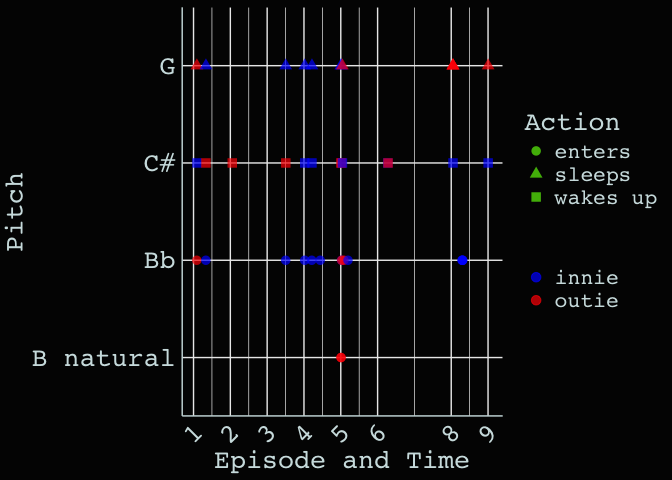 G
C#
Bb
B natural
Pitch
1 2 3 4 5 6 8 9
Episode and Time
Action
enters
sleeps
wakes up
innie
outie